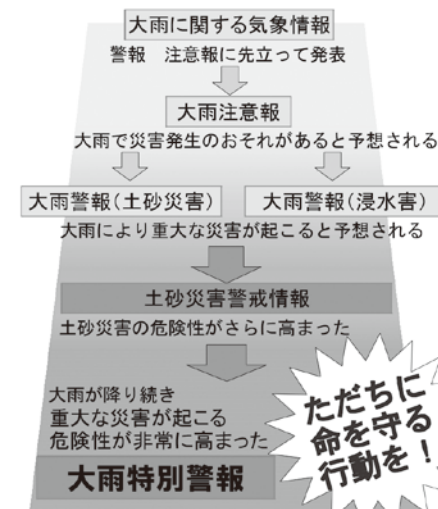 大雨に関する気象情報
警報　注意報に先立って発表
大雨注意報
大雨で災害発生のおそれがあると予想される
大雨警報（土砂災害）
大雨警報（浸水害）
大雨により重大な災害が起こると予想される
土砂災害警戒情報
土砂災害の危険性がさらに高まった
大雨が降り続き
重大な災害が起こる
危険性が非常に高まった
大雨特別警報
ただちに
命を守る
行動を！